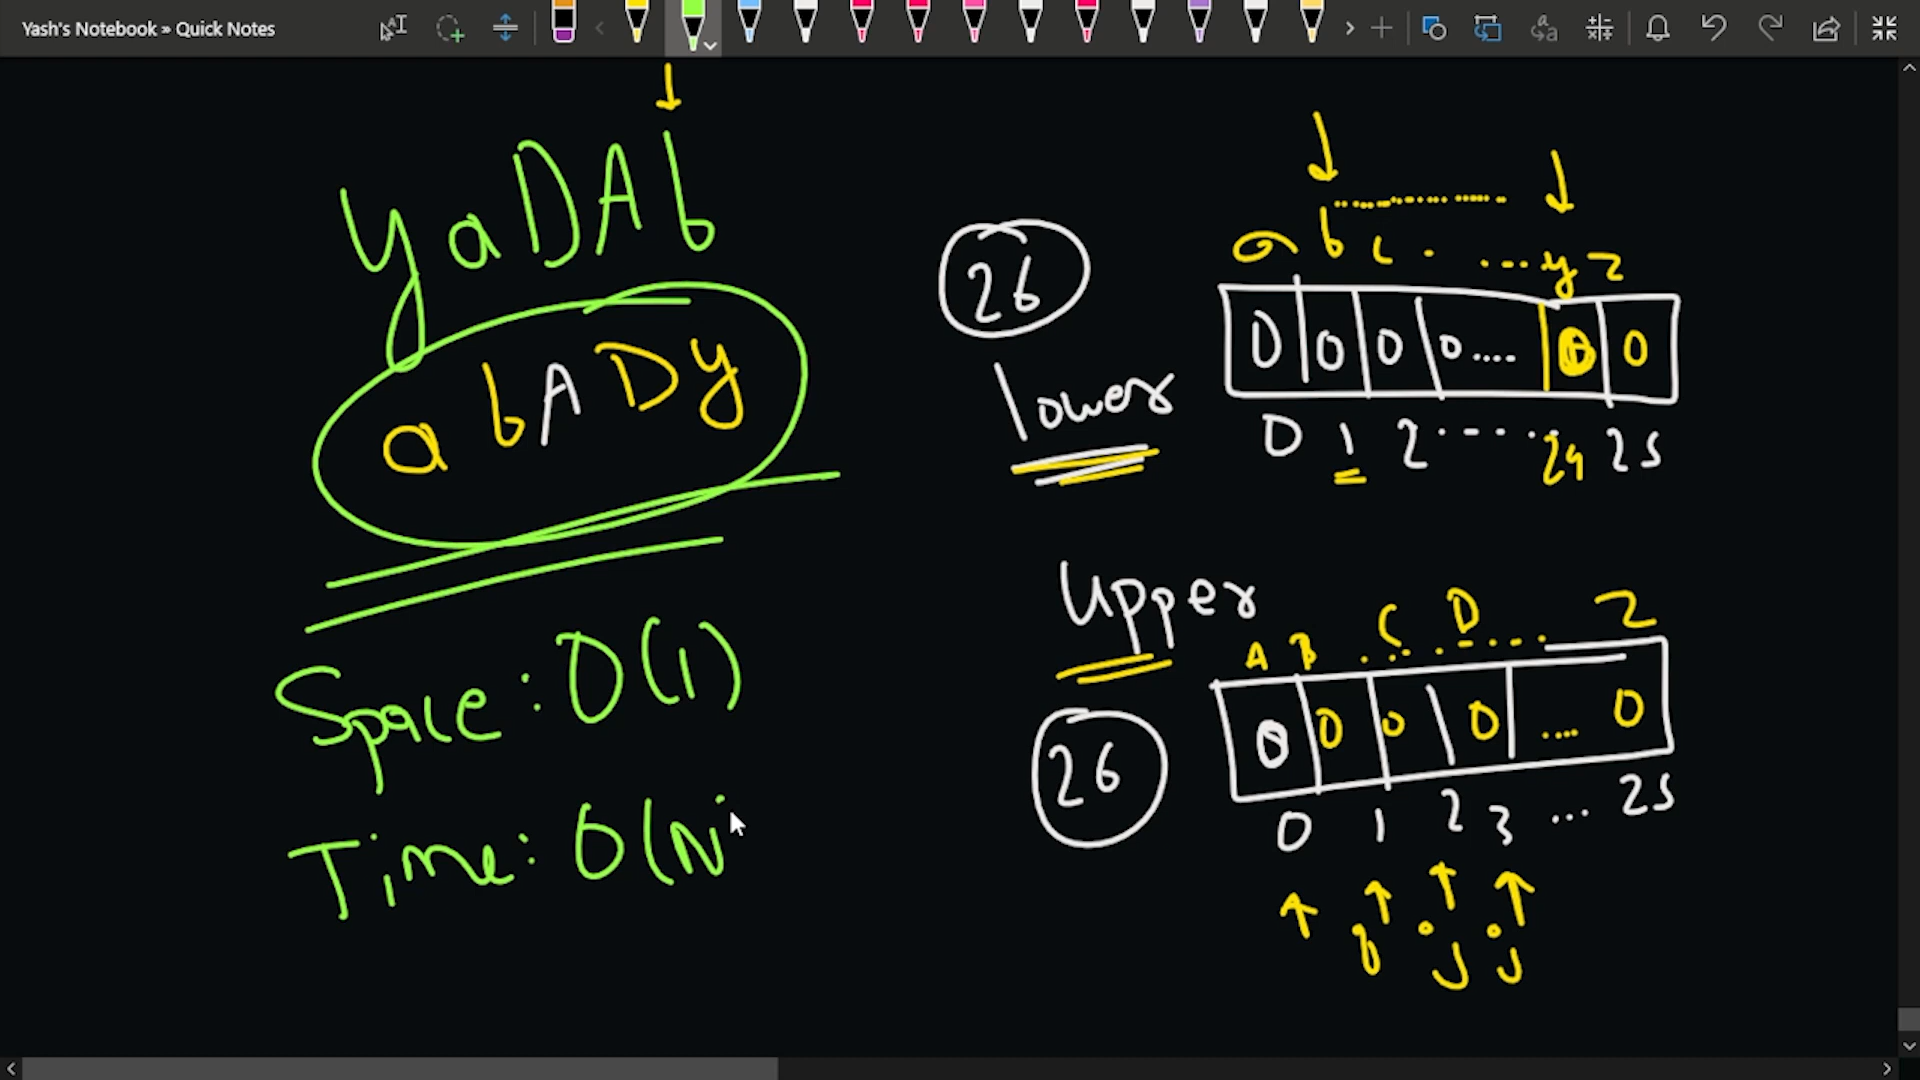 Yash's Notebook » Quick Notes
yaDAb
abADy
Space: O(1)
Time: O(N
26
lower
a b c . ....y z
0 0 0 0.... 0 0
0 1 2 .... 24 25
Upper
A B . C . D ... Z
0 0 0 0 .... 0
26
0 1 2 3 ... 25
j j